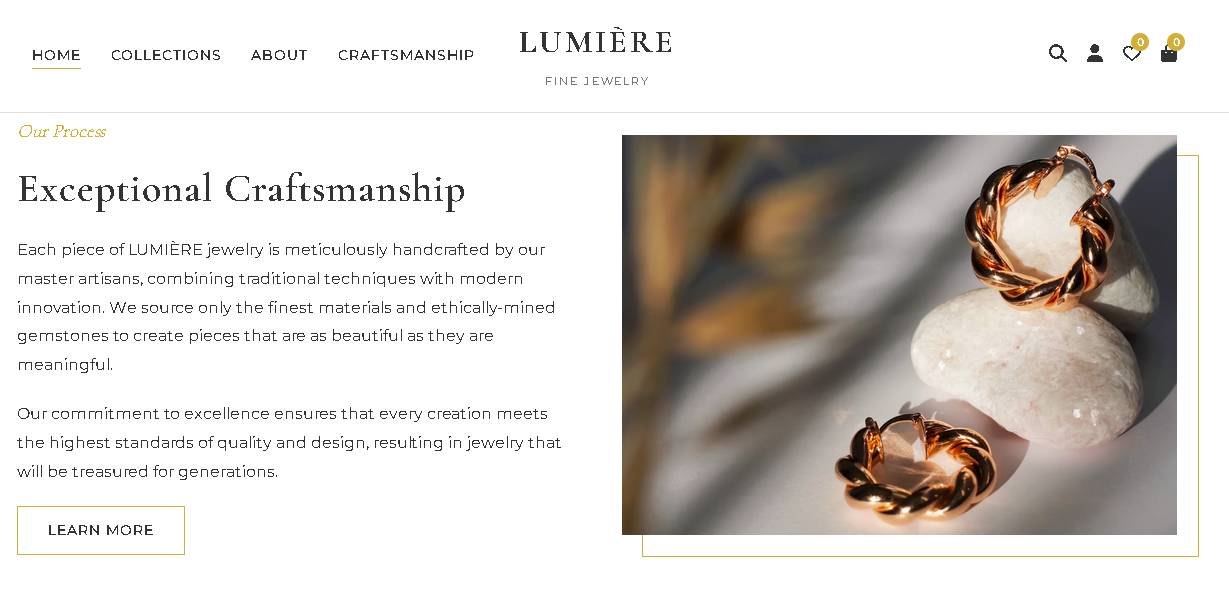 HOME COLLECTIONS ABOUT CRAFTSMANSHIP
LUMIÈRE
FINE JEWELRY
0 0
Our Process
Exceptional Craftsmanship
Each piece of LUMIÈRE jewelry is meticulously handcrafted by our
master artisans, combining traditional techniques with modern
innovation. We source only the finest materials and ethically-mined
gemstones to create pieces that are as beautiful as they are
meaningful.
Our commitment to excellence ensures that every creation meets
the highest standards of quality and design, resulting in jewelry that
will be treasured for generations.
LEARN MORE